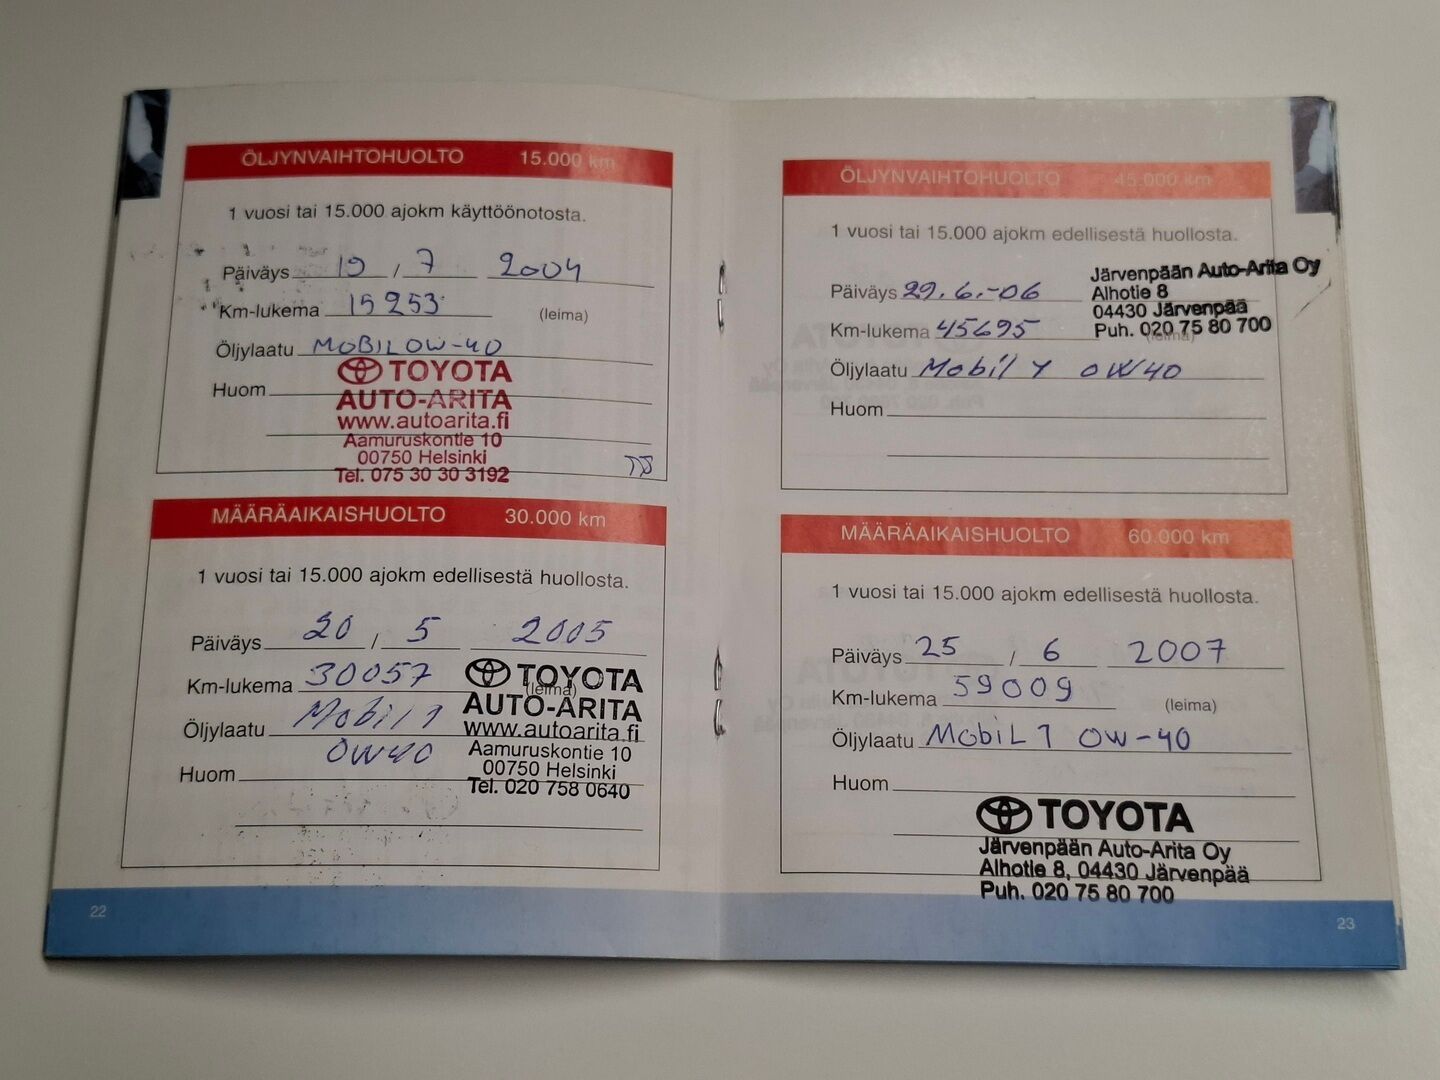 ÖLJYNVAIHTOHUOLTO 15.000 km
1 vuosi tai 15.000 ajokm käyttöönotosta.
Päiväys 19 / 7 2004
Km-lukema 15253 (leima)
Öljylaatu MOBIL 0W-40
Huom
TOYOTA
AUTO-ARITA
www.autoarita.fi
Aamuruskontie 10
00750 Helsinki
Tel. 075 30 30 3192
MÄÄRÄAIKAISHUOLTO 30.000 km
1 vuosi tai 15.000 ajokm edellisestä huollosta.
Päiväys 20 / 5 2005
Km-lukema 30057 (leima)
Öljylaatu Mobil 1
0W40
Huom
TOYOTA
AUTO-ARITA
www.autoarita.fi
Aamuruskontie 10
00750 Helsinki
Tel. 020 758 0640
22
ÖLJYNVAIHTOHUOLTO 45.000 km
1 vuosi tai 15.000 ajokm edellisestä huollosta.
Päiväys 29.6.-06
Km-lukema 45695 (leima)
Öljylaatu Mobil 1 0W40
Huom
Järvenpään Auto-Arita Oy
Alhotie 8
04430 Järvenpää
Puh. 020 75 80 700
MÄÄRÄAIKAISHUOLTO 60.000 km
1 vuosi tai 15.000 ajokm edellisestä huollosta.
Päiväys 25 / 6 2007
Km-lukema 59009 (leima)
Öljylaatu MobiL 1 0W-40
Huom
TOYOTA
Järvenpään Auto-Arita Oy
Alhotie 8, 04430 Järvenpää
Puh. 020 75 80 700
23